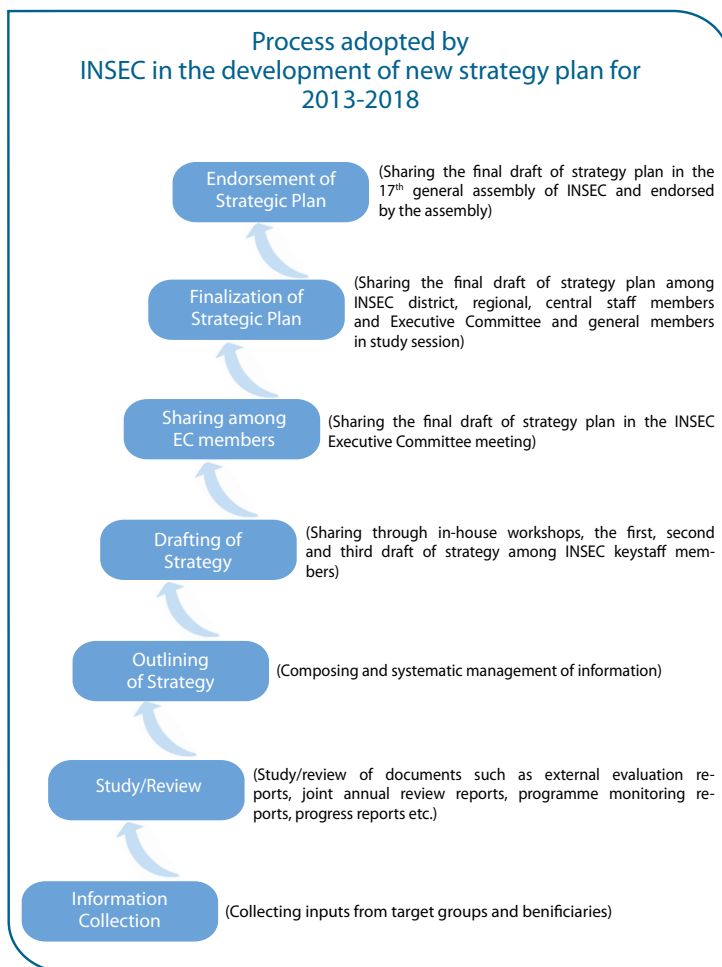 Process adopted by
INSEC in the development of new strategy plan for
2013-2018
Endorsement of
Strategic Plan
(Sharing the final draft of strategy plan in the
17th general assembly of INSEC and endorsed
by the assembly)
Finalization of
Strategic Plan
(Sharing the final draft of strategy plan among
INSEC district, regional, central staff members
and Executive Committee and general members
in study session)
Sharing among
EC members
(Sharing the final draft of strategy plan in the INSEC
Executive Committee meeting)
Drafting of
Strategy
(Sharing through in-house workshops, the first, second
and third draft of strategy among INSEC keystaff mem-
bers)
Outlining
of Strategy
(Composing and systematic management of information)
Study/Review
(Study/review of documents such as external evaluation re-
ports, joint annual review reports, programme monitoring re-
ports, progress reports etc.)
Information
Collection
(Collecting inputs from target groups and benificiaries)